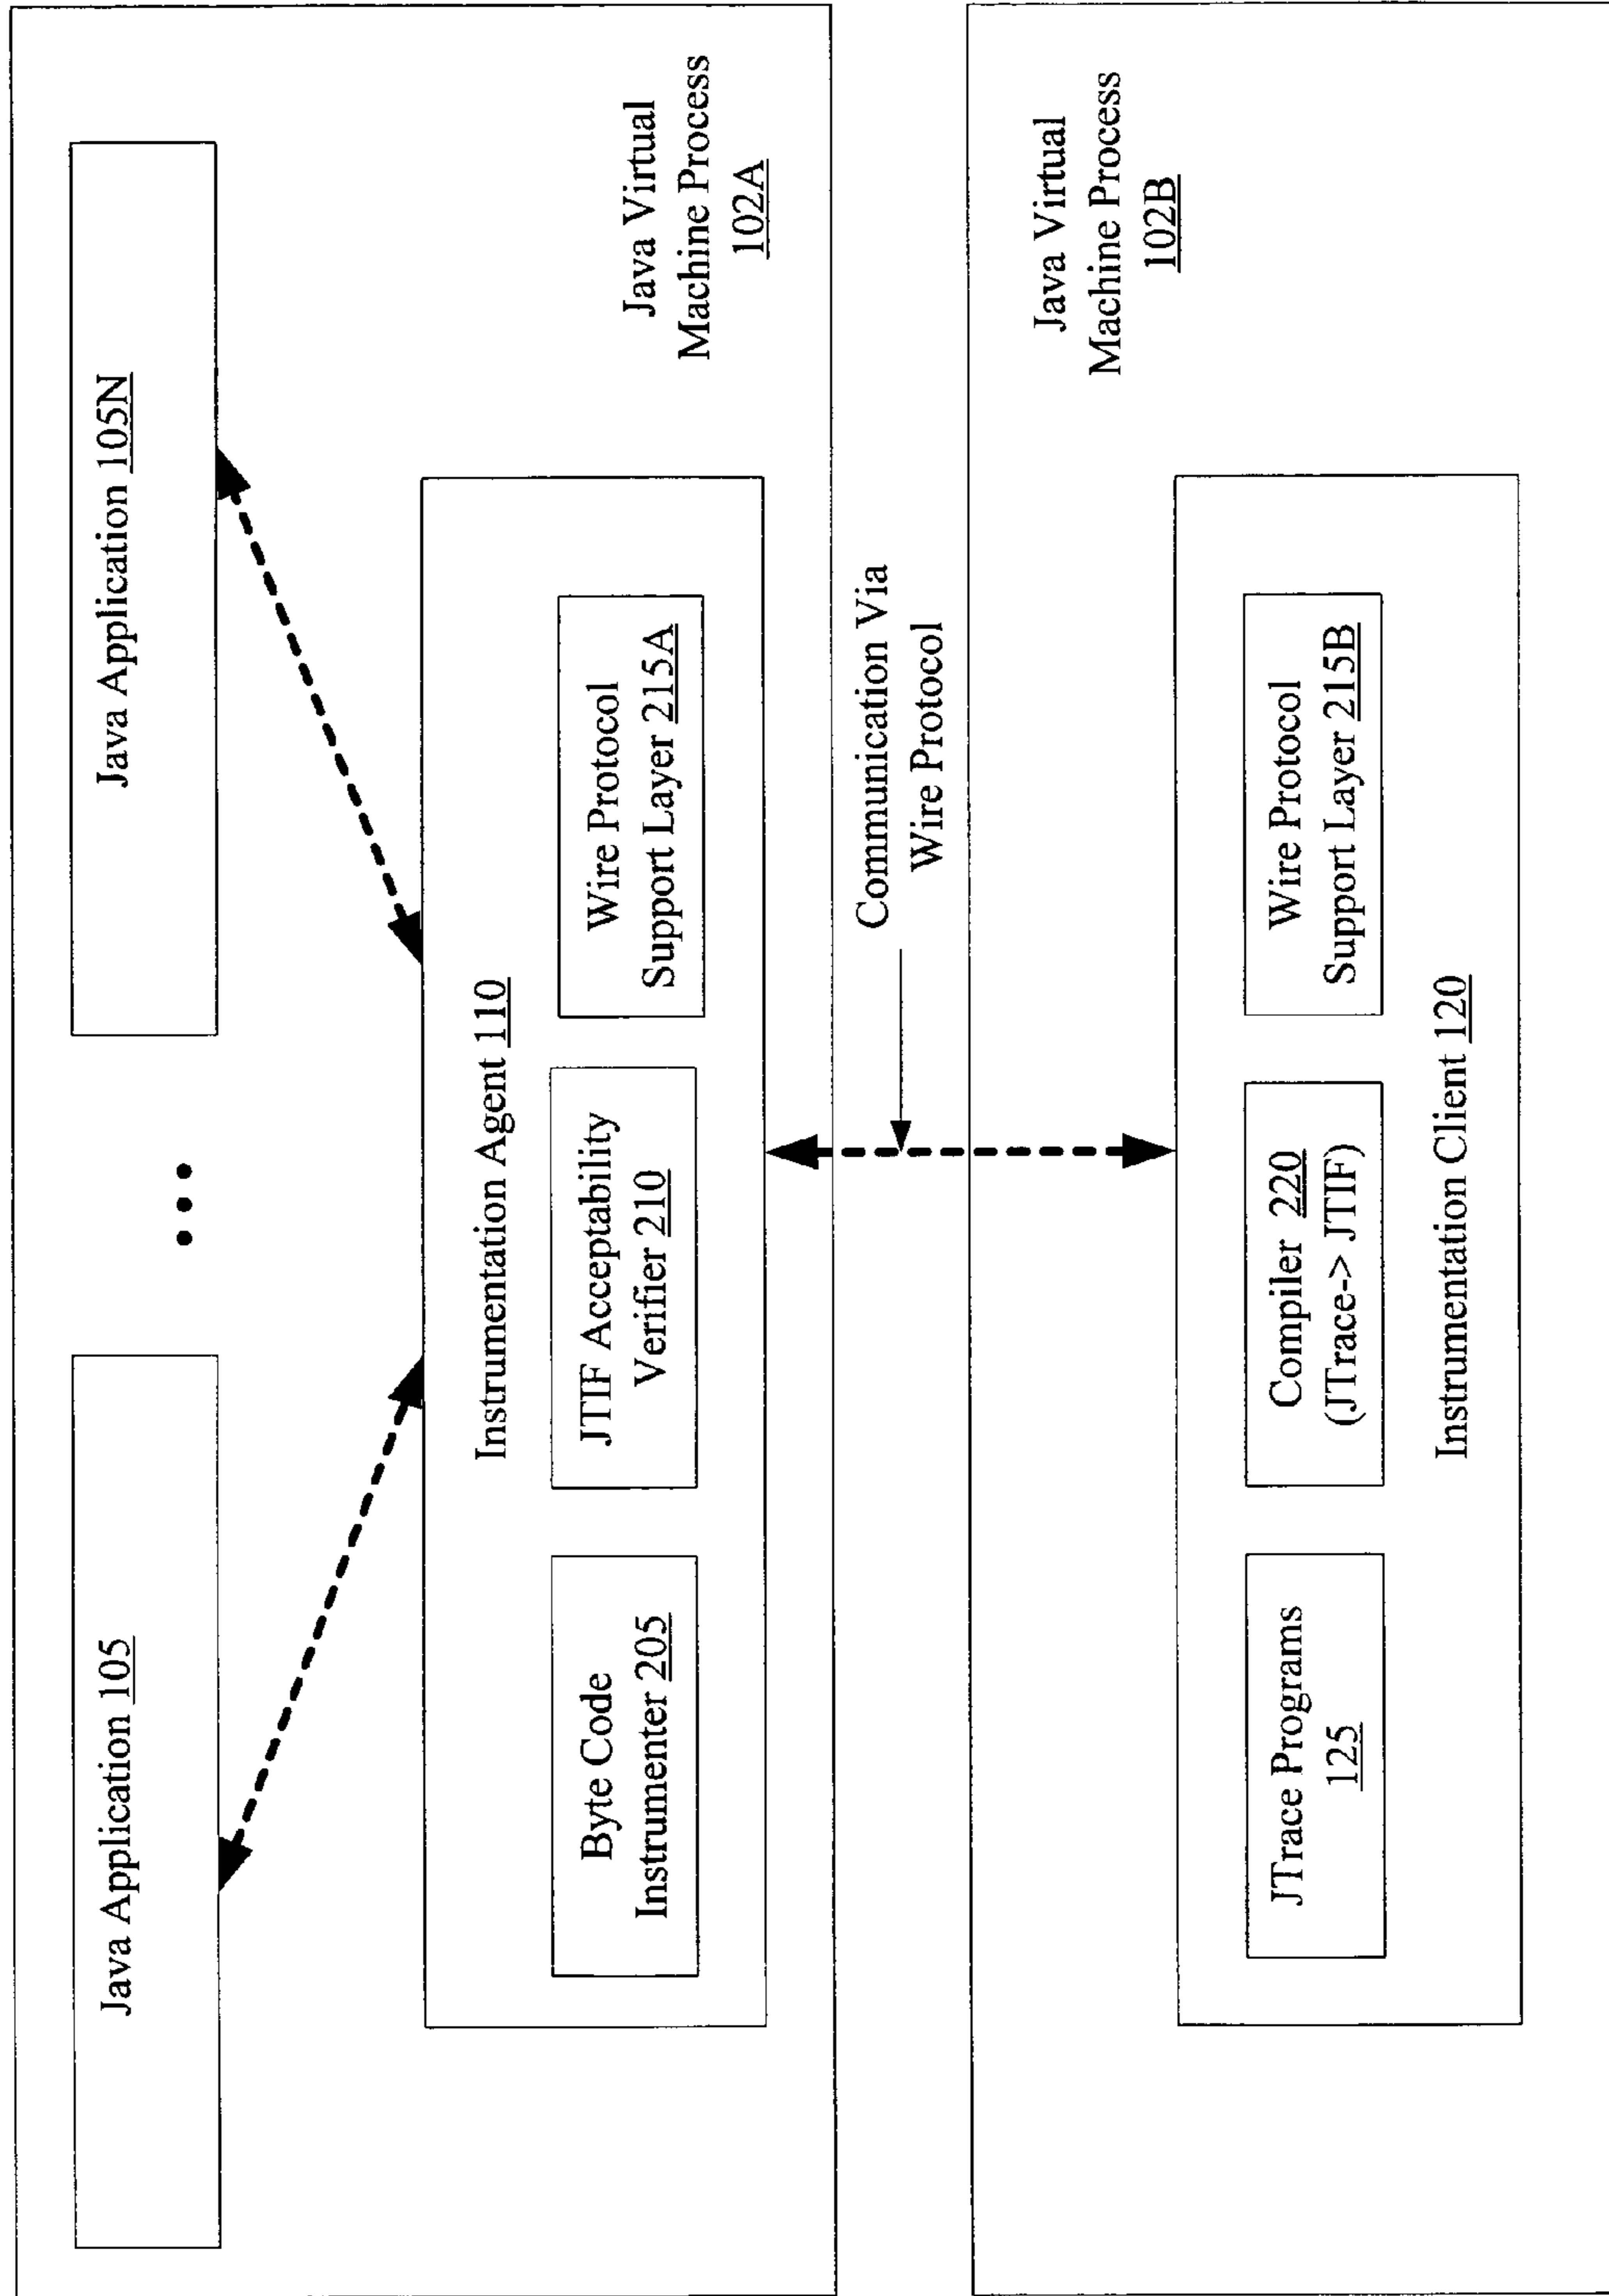 Java Application 105
•••
Java Application 105N
Instrumentation Agent 110
Byte Code
Instrumenter 205
JTIF Acceptability
Verifier 210
Wire Protocol
Support Layer 215A
Java Virtual
Machine Process
102A
Communication Via
Wire Protocol
Java Virtual
Machine Process
102B
JTrace Programs
125
Compiler 220
(JTrace-> JTIF)
Wire Protocol
Support Layer 215B
Instrumentation Client 120